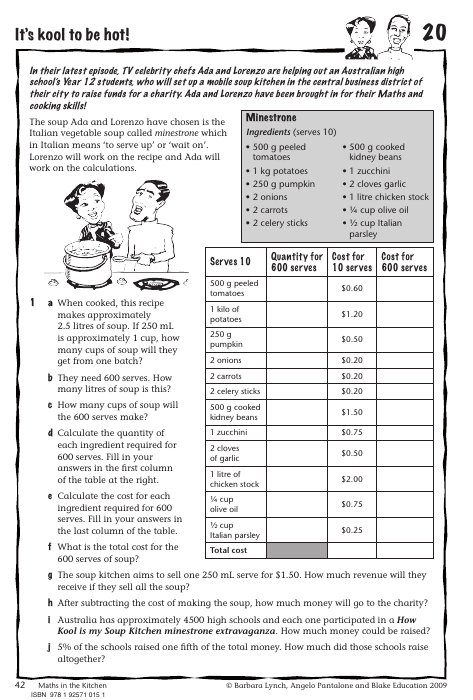 It's kool to be hot!
20
In their latest episode, TV celebrity chefs Ada and Lorenzo are helping out an Australian high
school's Year 12 students, who will set up a mobile soup kitchen in the central business district of
their city to raise funds for a charity. Ada and Lorenzo have been brought in for their Maths and
cooking skills!
The soup Ada and Lorenzo have chosen is the
Italian vegetable soup called minestrone which
in Italian means 'to serve up' or 'wait on'.
Lorenzo will work on the recipe and Ada will
work on the calculations.
Minestrone
Ingredients (serves 10)
• 500 g peeled
tomatoes
• 1 kg potatoes
• 250 g pumpkin
• 2 onions
• 2 carrots
• 2 celery sticks
• 500 g cooked
kidney beans
• 1 zucchini
• 2 cloves garlic
• 1 litre chicken stock
• ¼ cup olive oil
• ½ cup Italian
parsley
1 a When cooked, this recipe
makes approximately
2.5 litres of soup. If 250 mL
is approximately 1 cup, how
many cups of soup will they
get from one batch?
b They need 600 serves. How
many litres of soup is this?
c How many cups of soup will
the 600 serves make?
d Calculate the quantity of
each ingredient required for
600 serves. Fill in your
answers in the first column
of the table at the right.
e Calculate the cost for each
ingredient required for 600
serves. Fill in your answers in
the last column of the table.
f What is the total cost for the
600 serves of soup?
Serves 10
Quantity for
600 serves
Cost for
10 serves
Cost for
600 serves
500 g peeled
tomatoes
$0.60
1 kilo of
potatoes
$1.20
250 g
pumpkin
$0.50
2 onions
$0.20
2 carrots
$0.20
2 celery sticks
$0.20
500 g cooked
kidney beans
$1.50
1 zucchini
$0.75
2 cloves
of garlic
$0.50
1 litre of
chicken stock
$2.00
¼ cup
olive oil
$0.75
½ cup
Italian parsley
$0.25
Total cost
g The soup kitchen aims to sell one 250 mL serve for $1.50. How much revenue will they
receive if they sell all the soup?
h After subtracting the cost of making the soup, how much money will go to the charity?
i Australia has approximately 4500 high schools and each one participated in a How
Kool is my Soup Kitchen minestrone extravaganza. How much money could be raised?
j 5% of the schools raised one fifth of the total money. How much did those schools raise
altogether?
42 Maths in the Kitchen
ISBN 978 1 92571 015 1
© Barbara Lynch, Angelo Pantalone and Blake Education 2009